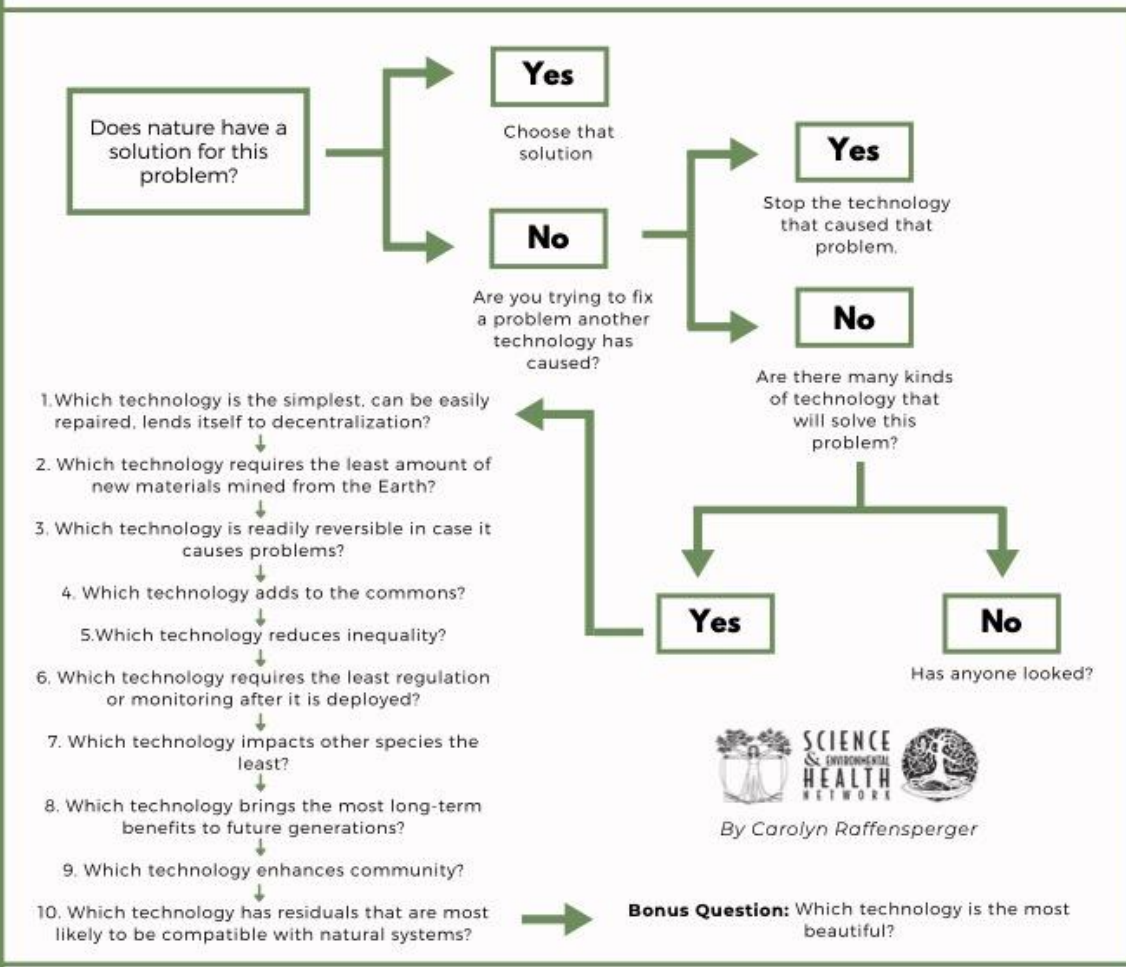 Does nature have a
solution for this
problem?
Yes
Choose that
solution
No
Are you trying to fix
a problem another
technology has
caused?
Yes
Stop the technology
that caused that
problem.
No
Are there many kinds
of technology that
will solve this
problem?
Yes
No
Has anyone looked?
1.Which technology is the simplest, can be easily
repaired, lends itself to decentralization?
2. Which technology requires the least amount of
new materials mined from the Earth?
3. Which technology is readily reversible in case it
causes problems?
4. Which technology adds to the commons?
5.Which technology reduces inequality?
6. Which technology requires the least regulation
or monitoring after it is deployed?
7. Which technology impacts other species the
least?
8. Which technology brings the most long-term
benefits to future generations?
9. Which technology enhances community?
10. Which technology has residuals that are most
likely to be compatible with natural systems?
Bonus Question: Which technology is the most
beautiful?
SCIENCE
& ENVIRONMENTAL
HEALTH
NETWORK
By Carolyn Raffensperger